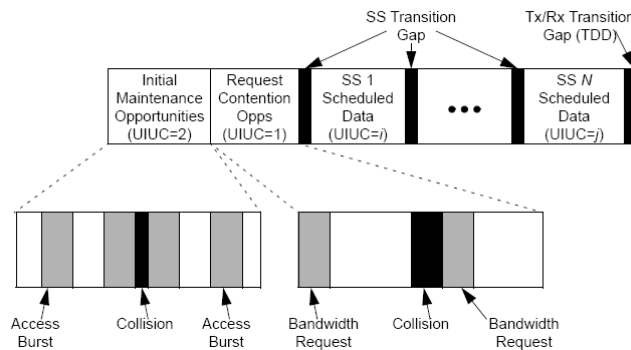 SS Transition
Gap
Tx/Rx Transition
Gap (TDD)
Initial
Maintenance
Opportunities
(UIUC=2)
Request
Contention
Opps
(UIUC=1)
SS 1
Scheduled
Data
(UIUC=i)
•••
SS N
Scheduled
Data
(UIUC=j)
Access
Burst
Collision
Access
Burst
Bandwidth
Request
Collision
Bandwidth
Request